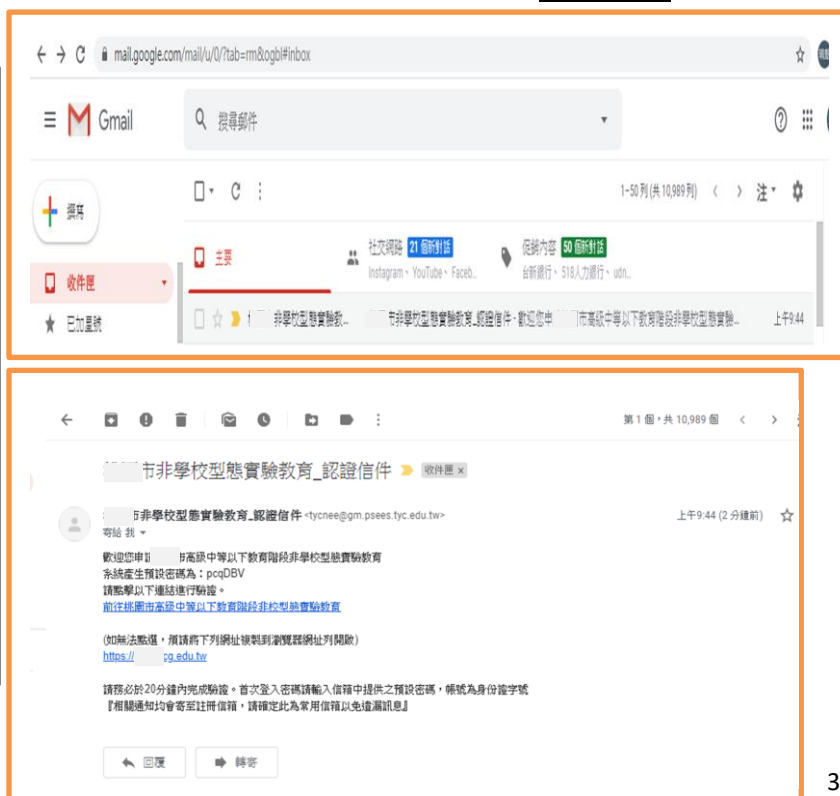 mail.google.com/mail/u/0/?tab=rm&ogbl#inbox
Gmail
搜尋郵件
撰寫
1-50 列 (共 10,989 列)
注
主要
社交網路 21 個新對話
Instagram、YouTube、Faceb...
促銷內容 50 個新對話
台新銀行、518人力銀行、udn...
收件匣
已加星號
非學校型態實驗教...
市非學校型態實驗教育_認證信件 - 歡迎您申
市高級中等以下教育階段非學校型態實驗...
上午9:44
第 1 個，共 10,989 個
市非學校型態實驗教育_認證信件
收件匣 x
市非學校型態實驗教育_認證信件 <tycnee@gm.psees.tyc.edu.tw>
上午9:44 (2 分鐘前)
寄給 我
歡迎您申請 市高級中等以下教育階段非學校型態實驗教育
系統產生預設密碼為：pcqDBV
請點擊以下連結進行驗證。
前往桃園市高級中等以下教育階段非校型態實驗教育
(如無法點選，煩請將下列網址複製到瀏覽器網址列開啟)
https:// cg.edu.tw
請務必於20分鐘內完成驗證。首次登入密碼請輸入信箱中提供之預設密碼，帳號為身份證字號
『相關通知均會寄至註冊信箱，請確定此為常用信箱以免遺漏訊息』
回覆
轉寄
3